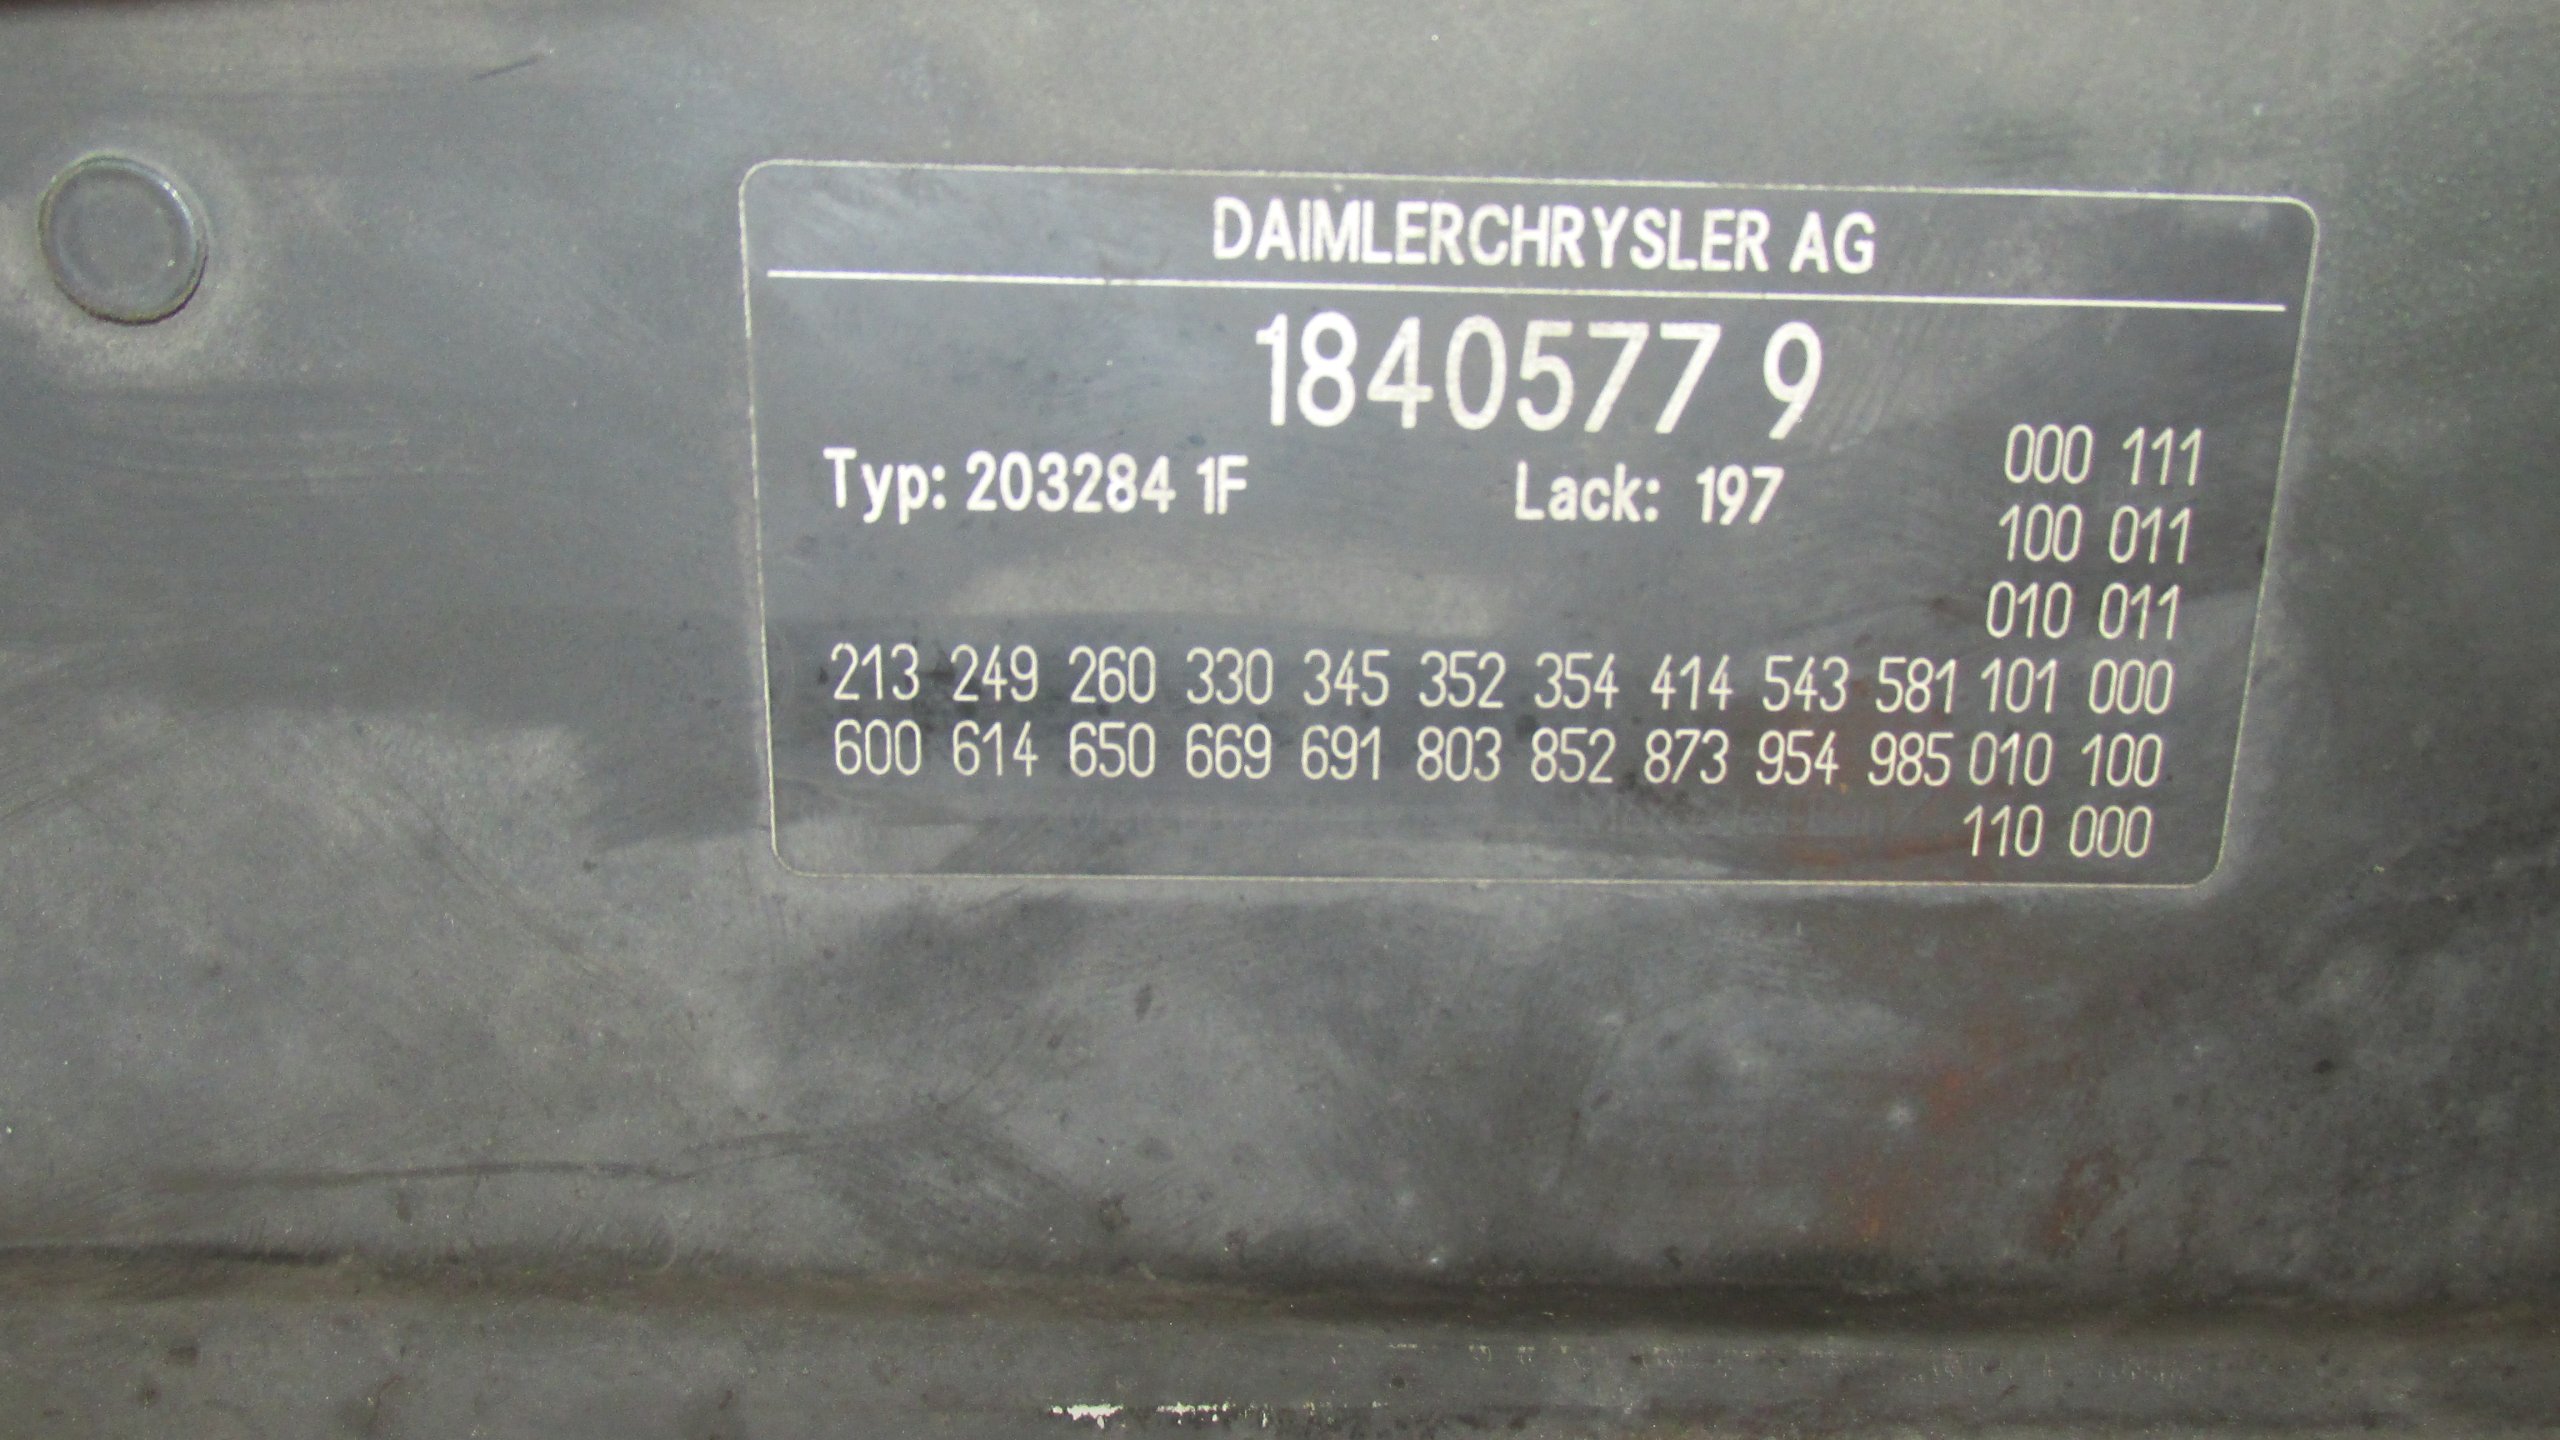 DAIMLERCHRYSLER AG
1840577 9
Typ: 203284 1F Lack: 197 000 111
100 011
010 011
213 249 260 330 345 352 354 414 543 581 101 000
600 614 650 669 691 803 852 873 954 985 010 100
110 000